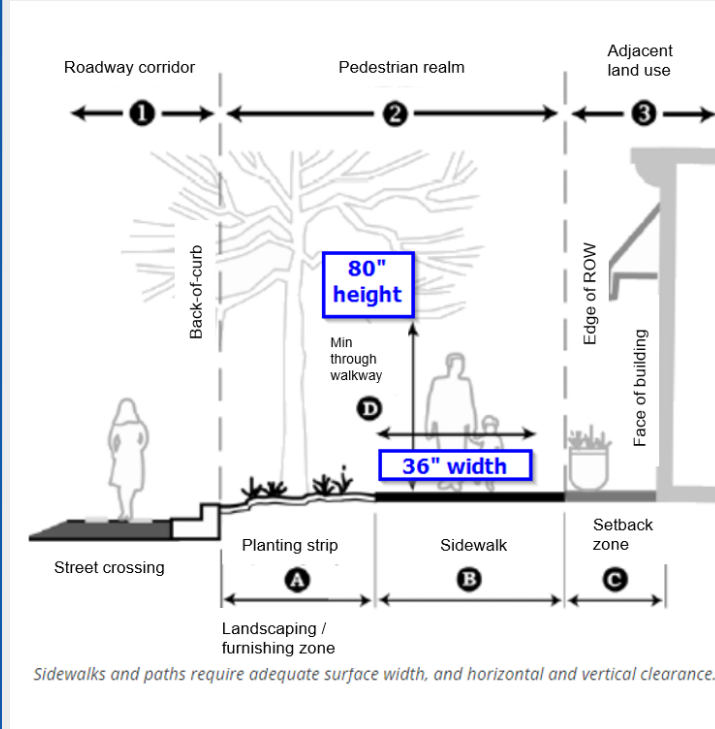 Roadway corridor
Pedestrian realm
Adjacent
land use
1
2
3
Back-of-curb
80"
height
Edge of ROW
Min
through
walkway
Face of building
D
36" width
Planting strip
Sidewalk
Setback
zone
Street crossing
A
B
C
Landscaping /
furnishing zone
Sidewalks and paths require adequate surface width, and horizontal and vertical clearance.